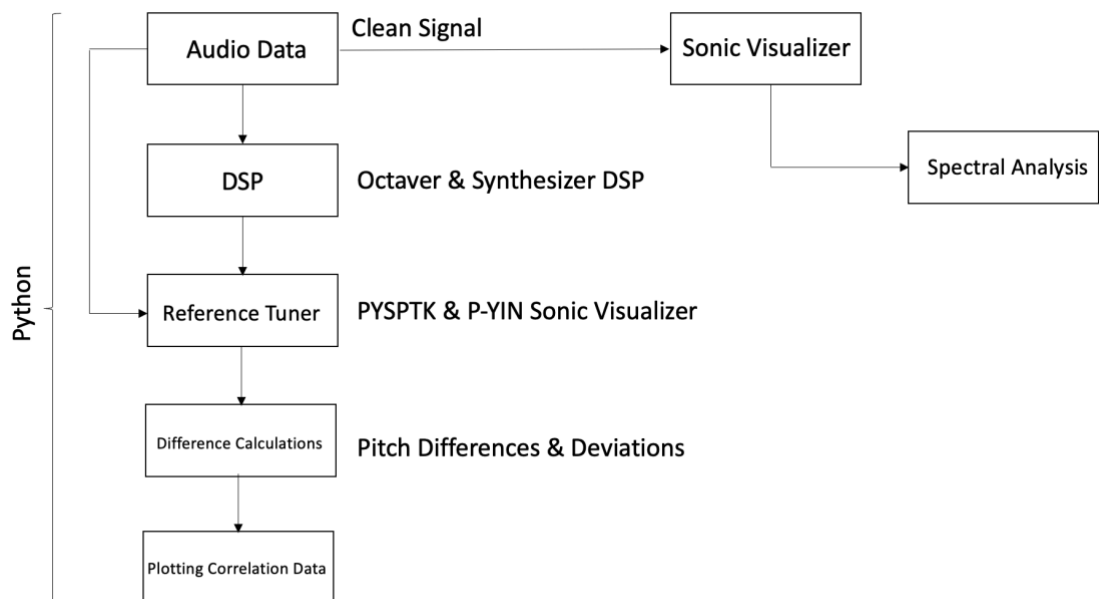 Clean Signal
Audio Data
Sonic Visualizer
Spectral Analysis
DSP
Octaver & Synthesizer DSP
Python
Reference Tuner
PYSPTK & P-YIN Sonic Visualizer
Difference Calculations
Pitch Differences & Deviations
Plotting Correlation Data